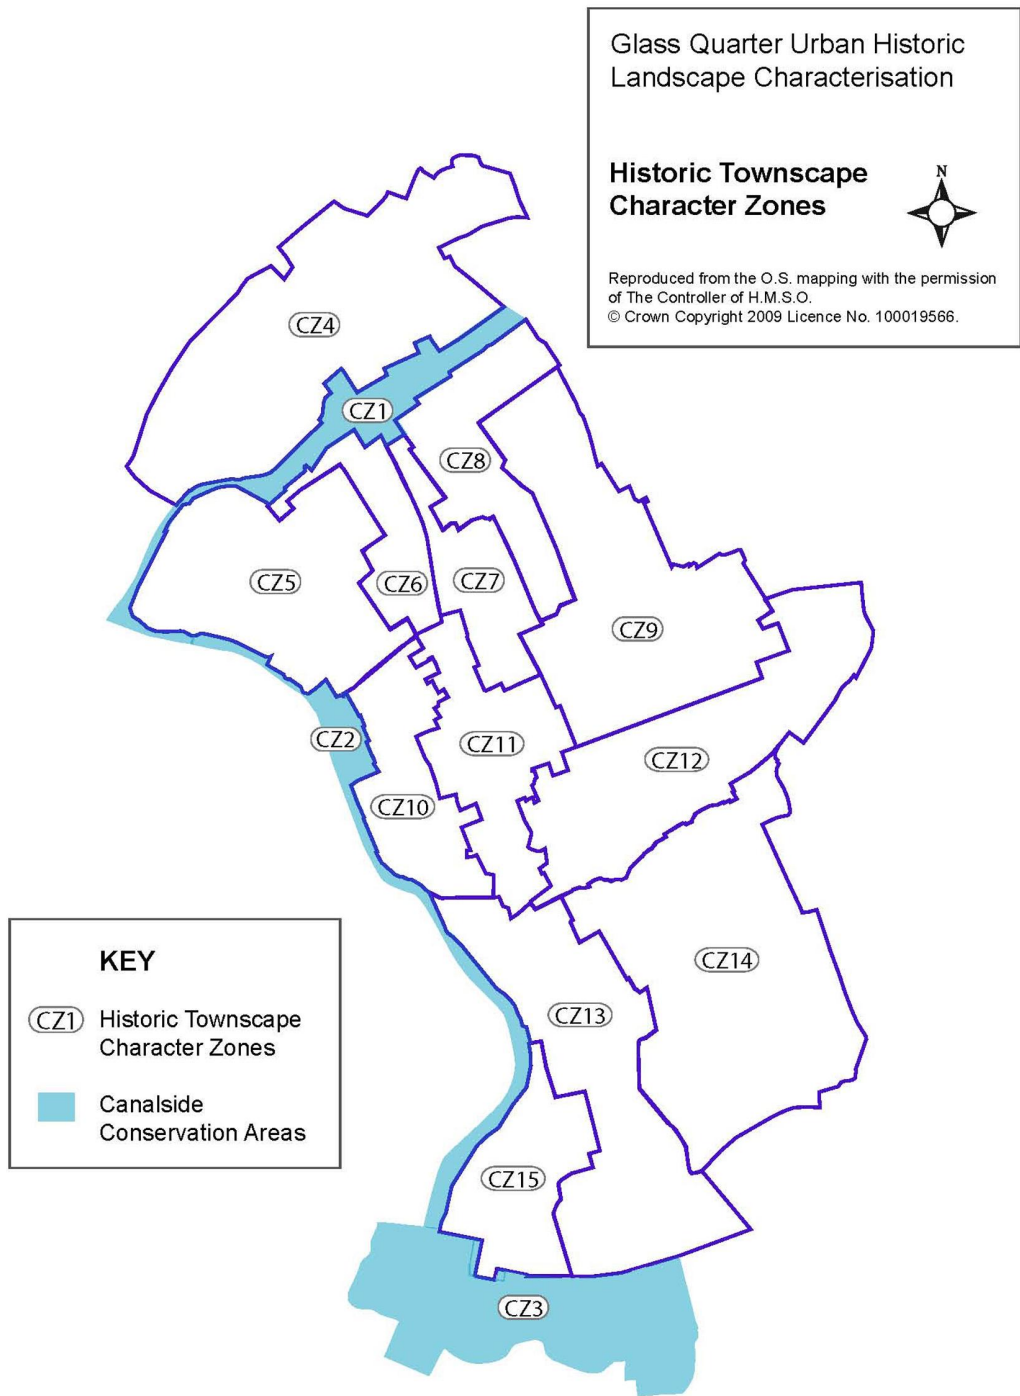 Glass Quarter Urban Historic
Landscape Characterisation
Historic Townscape
Character Zones
N
Reproduced from the O.S. mapping with the permission
of The Controller of H.M.S.O.
© Crown Copyright 2009 Licence No. 100019566.
CZ4
CZ1
CZ8
CZ5
CZ6
CZ7
CZ9
CZ2
CZ11
CZ12
CZ10
CZ14
CZ13
CZ15
CZ3
KEY
CZ1 Historic Townscape
Character Zones
Canalside
Conservation Areas